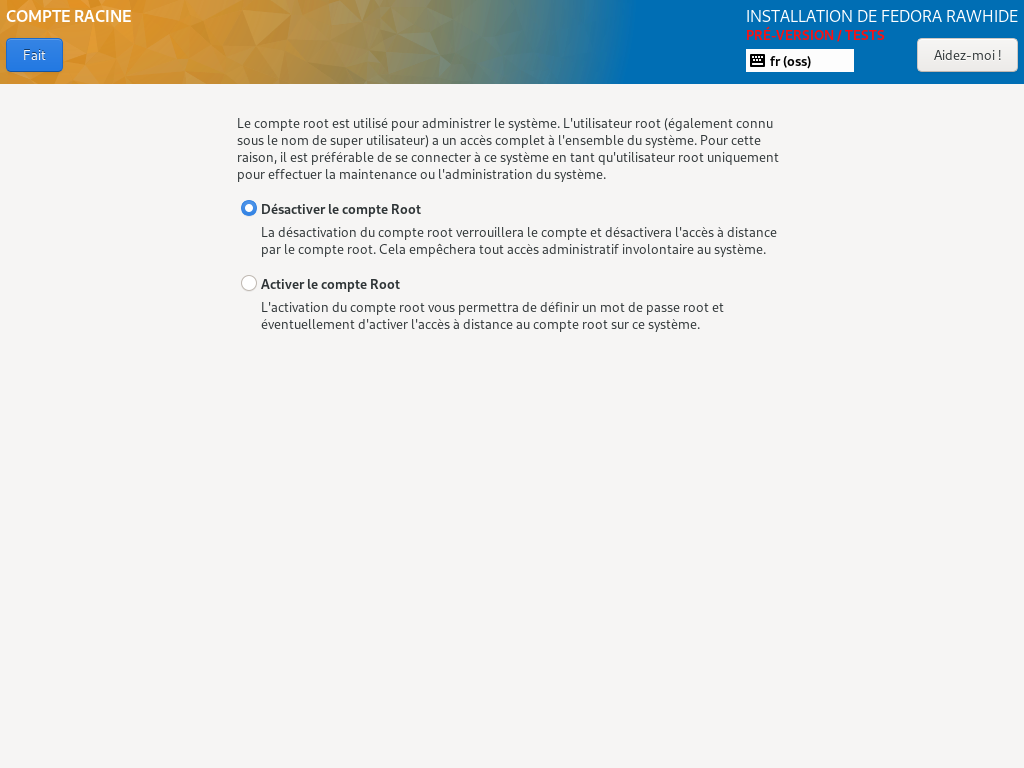 COMPTE RACINE
INSTALLATION DE FEDORA RAWHIDE
PRÉ-VERSION / TESTS
Fait
fr (oss)
Aidez-moi !
Le compte root est utilisé pour administrer le système. L'utilisateur root (également connu
sous le nom de super utilisateur) a un accès complet à l'ensemble du système. Pour cette
raison, il est préférable de se connecter à ce système en tant qu'utilisateur root uniquement
pour effectuer la maintenance ou l'administration du système.
Désactiver le compte Root
La désactivation du compte root verrouillera le compte et désactivera l'accès à distance
par le compte root. Cela empêchera tout accès administratif involontaire au système.
Activer le compte Root
L'activation du compte root vous permettra de définir un mot de passe root et
éventuellement d'activer l'accès à distance au compte root sur ce système.